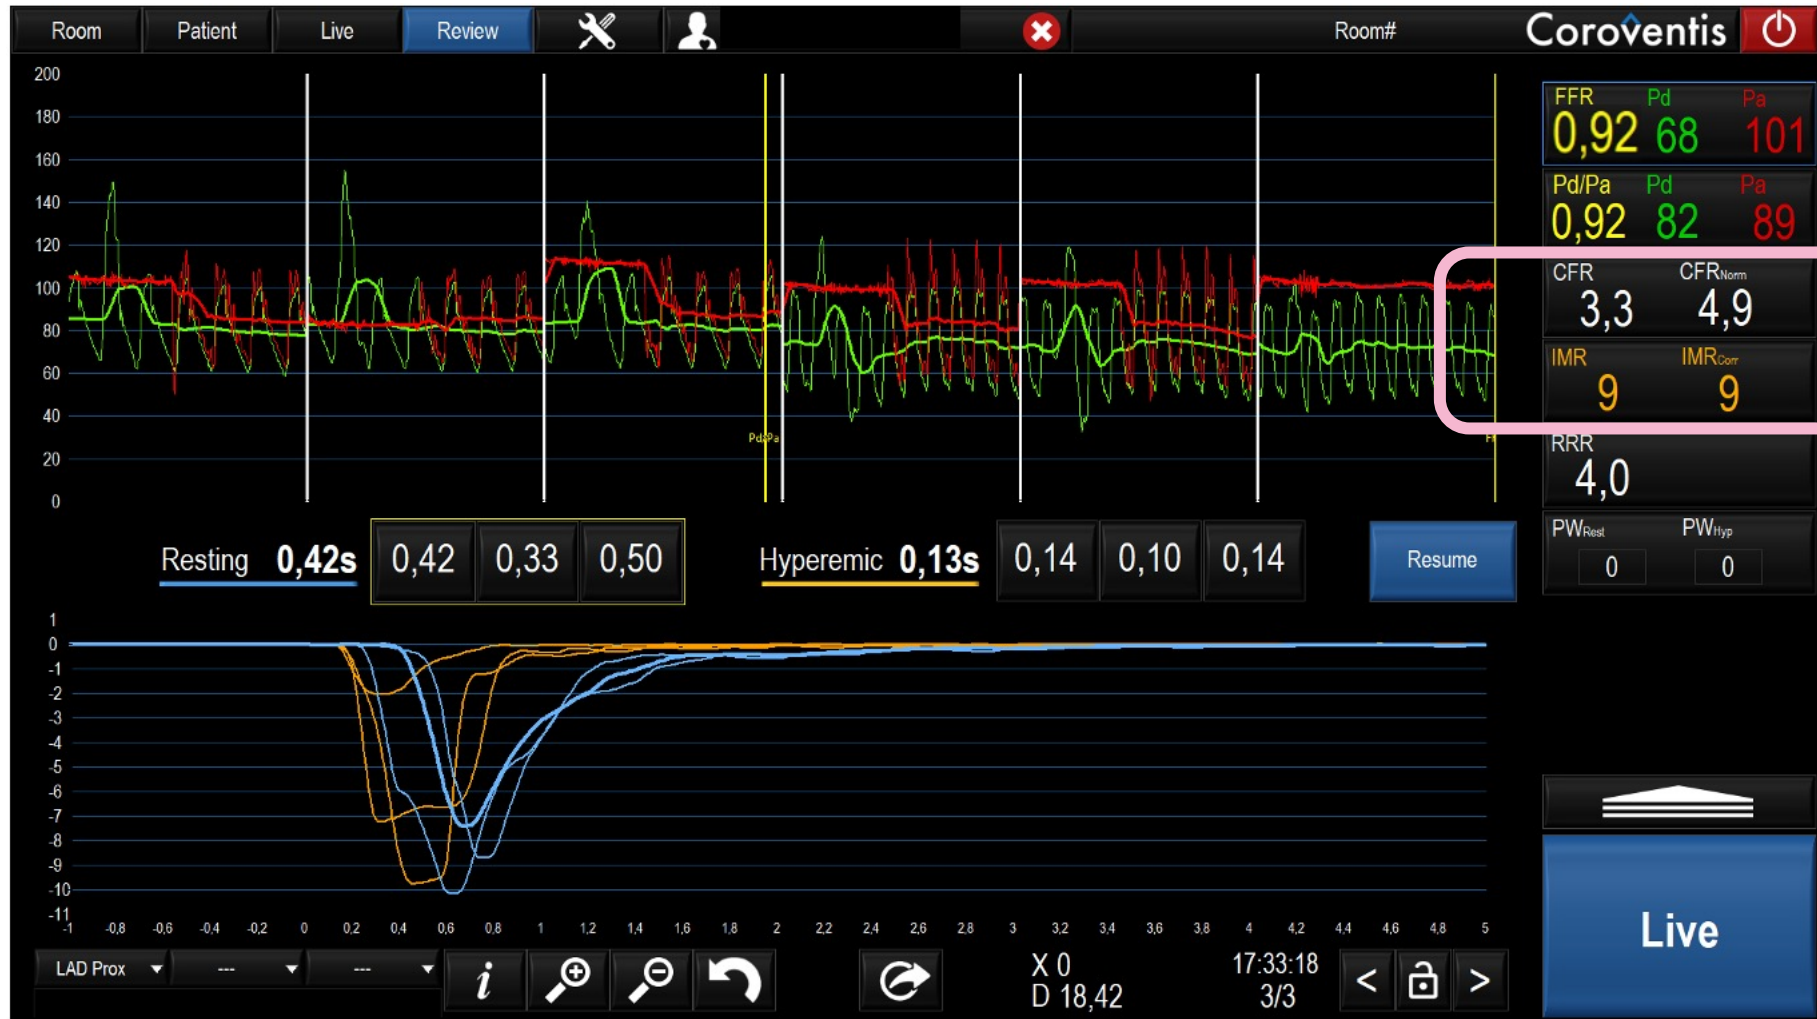 Room Patient Live Review Room# Coroventis
200
180
160
140
120
100
80
60
40
20
0
Pd/Pa
FFR Pd Pa
0,92 68 101
Pd/Pa Pd Pa
0,92 82 89
CFR CFRNorm
3,3 4,9
IMR IMRCorr
9 9
RRR
4,0
PWRest PWHyp
0 0
Resting 0,42s 0,42 0,33 0,50 Hyperemic 0,13s 0,14 0,10 0,14 Resume
1
0
-1
-2
-3
-4
-5
-6
-7
-8
-9
-10
-11
-1 -0,8 -0,6 -0,4 -0,2 0 0,2 0,4 0,6 0,8 1 1,2 1,4 1,6 1,8 2 2,2 2,4 2,6 2,8 3 3,2 3,4 3,6 3,8 4 4,2 4,4 4,6 4,8 5
LAD Prox --- --- i X 0 17:33:18 < >
D 18,42 3/3
Live